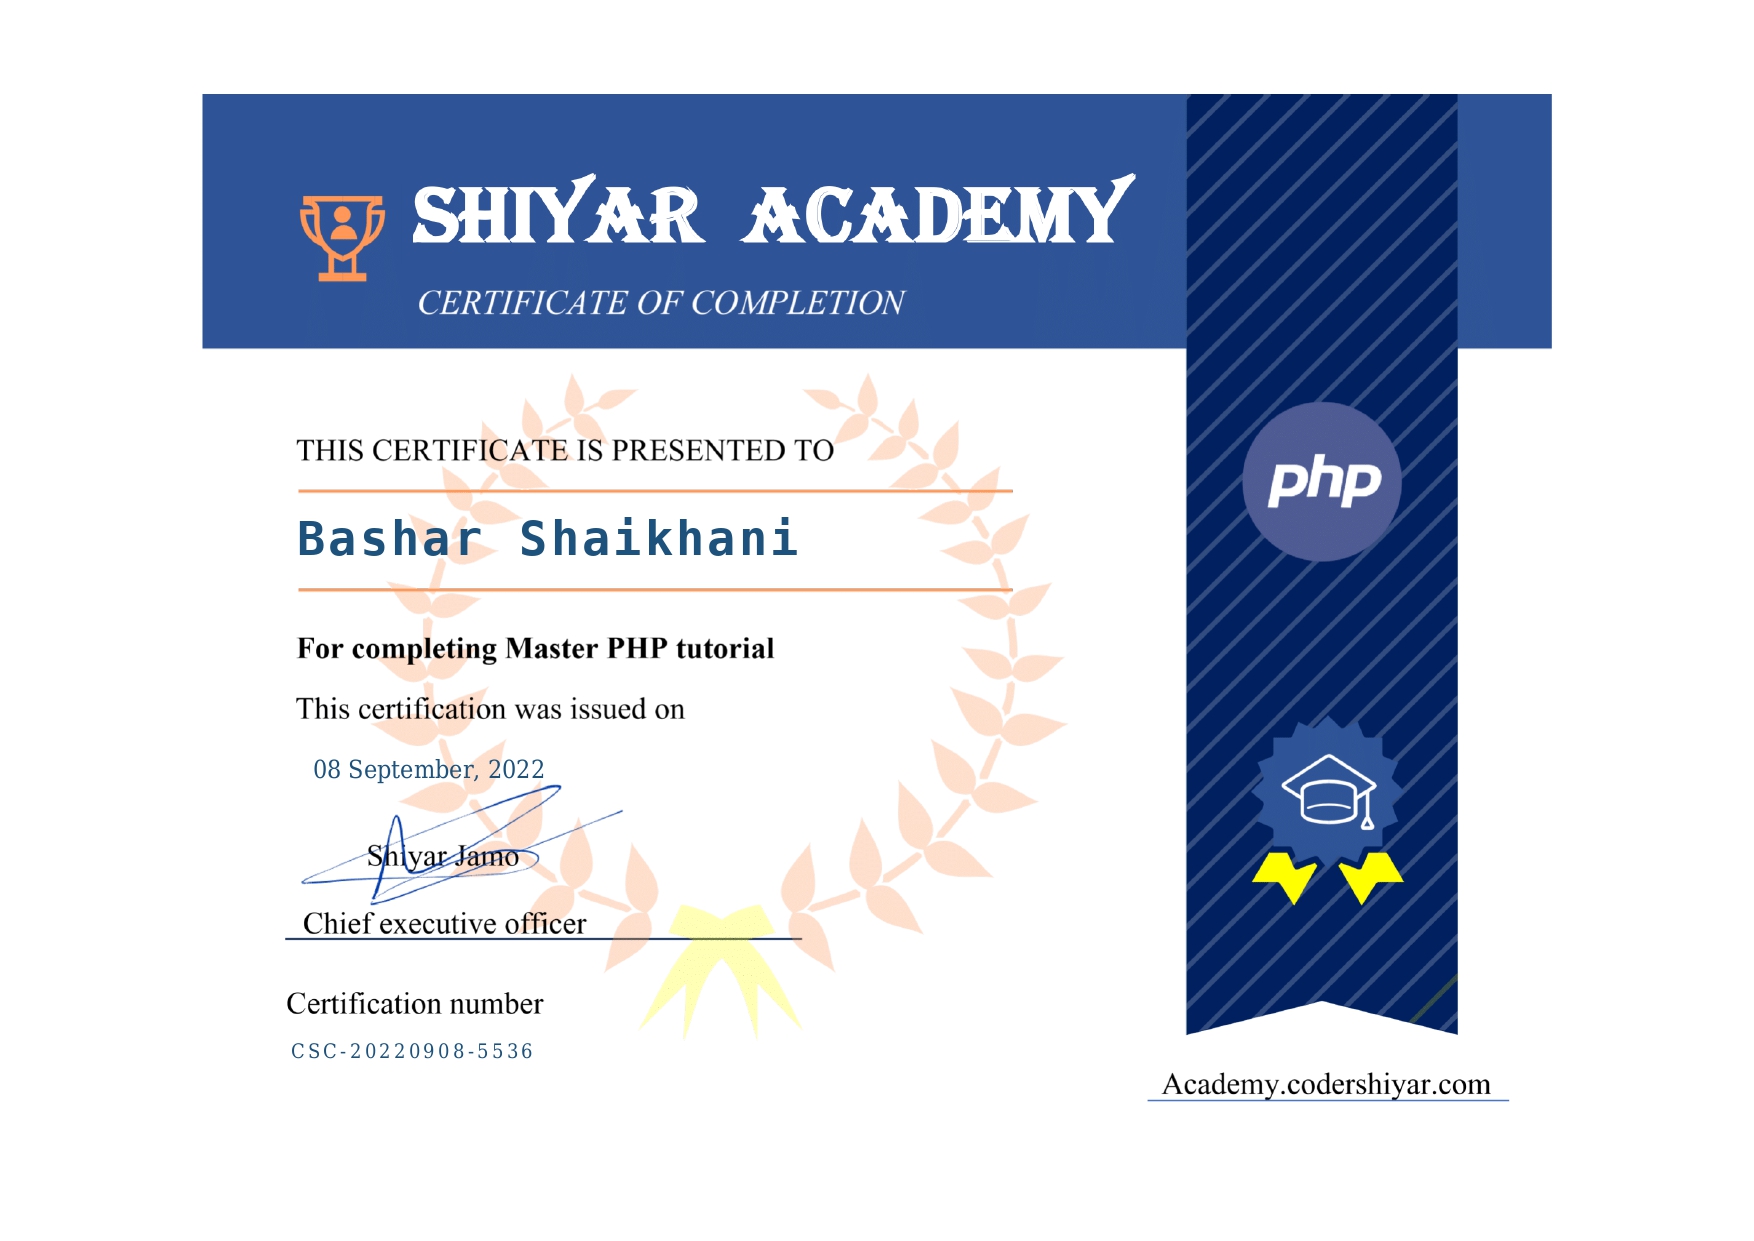 SHIYAR ACADEMY
CERTIFICATE OF COMPLETION
THIS CERTIFICATE IS PRESENTED TO
Bashar Shaikhani
For completing Master PHP tutorial
This certification was issued on
08 September, 2022
Shiyar Jamo
Chief executive officer
Certification number
CSC-20220908-5536
php
Academy.codershiyar.com